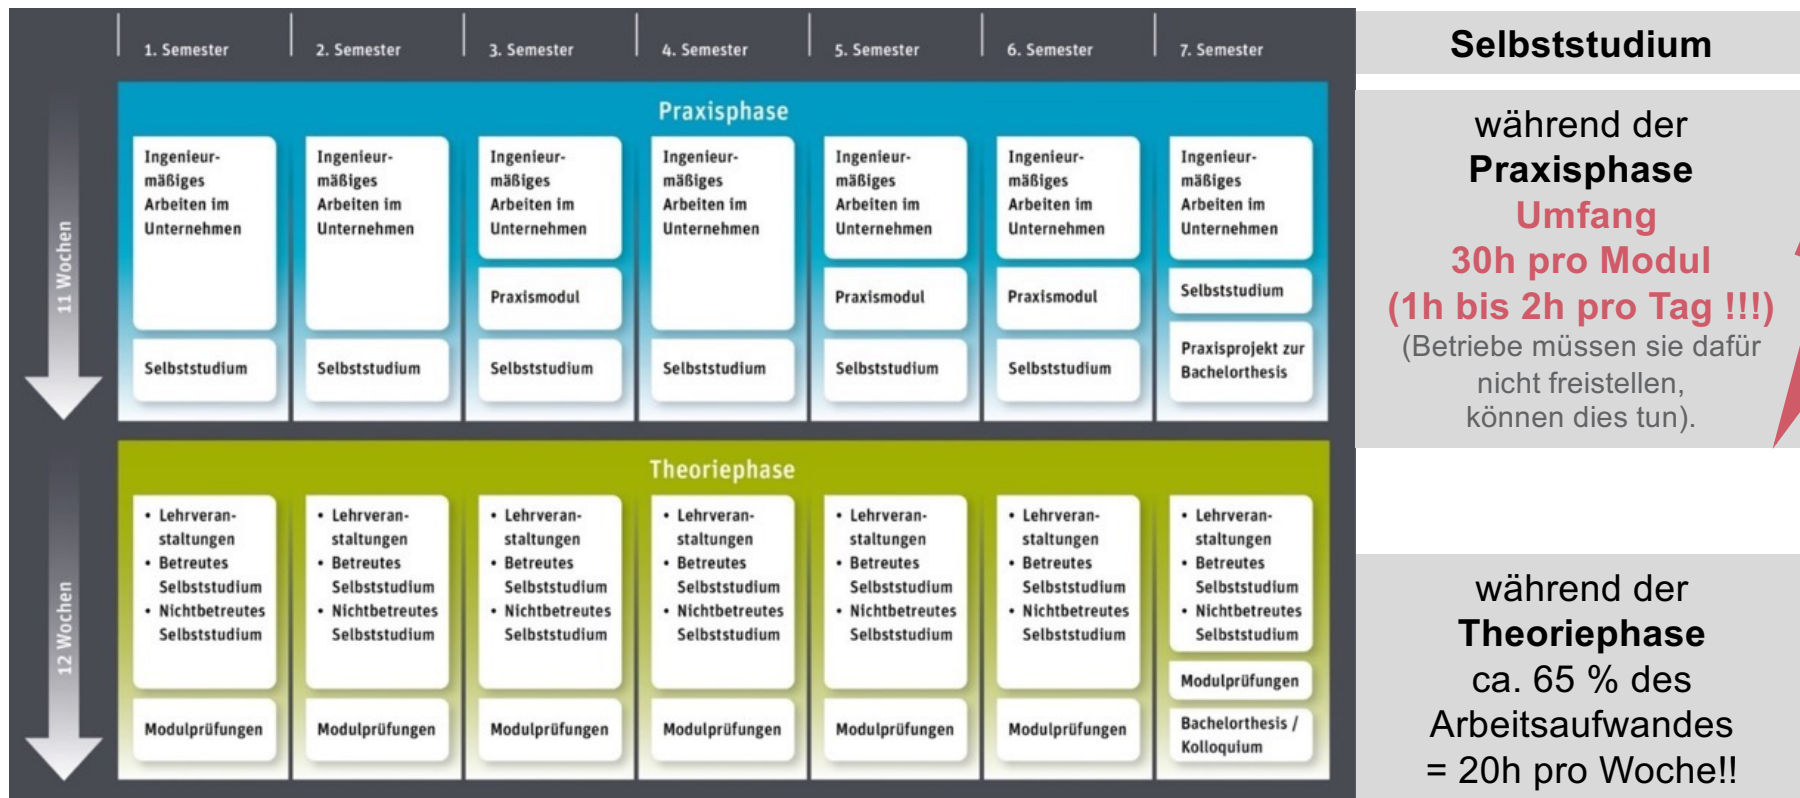 1. Semester
2. Semester
3. Semester
4. Semester
5. Semester
6. Semester
7. Semester
11 Wochen
Praxisphase
Ingenieur-
mäßiges
Arbeiten im
Unternehmen
Selbststudium
Ingenieur-
mäßiges
Arbeiten im
Unternehmen
Selbststudium
Ingenieur-
mäßiges
Arbeiten im
Unternehmen
Praxismodul
Selbststudium
Ingenieur-
mäßiges
Arbeiten im
Unternehmen
Selbststudium
Ingenieur-
mäßiges
Arbeiten im
Unternehmen
Praxismodul
Selbststudium
Ingenieur-
mäßiges
Arbeiten im
Unternehmen
Praxismodul
Selbststudium
Ingenieur-
mäßiges
Arbeiten im
Unternehmen
Selbststudium
Praxisprojekt zur
Bachelorthesis
12 Wochen
Theoriephase
• Lehrveran-
staltungen
• Betreutes
Selbststudium
• Nichtbetreutes
Selbststudium
Modulprüfungen
• Lehrveran-
staltungen
• Betreutes
Selbststudium
• Nichtbetreutes
Selbststudium
Modulprüfungen
• Lehrveran-
staltungen
• Betreutes
Selbststudium
• Nichtbetreutes
Selbststudium
Modulprüfungen
• Lehrveran-
staltungen
• Betreutes
Selbststudium
• Nichtbetreutes
Selbststudium
Modulprüfungen
• Lehrveran-
staltungen
• Betreutes
Selbststudium
• Nichtbetreutes
Selbststudium
Modulprüfungen
• Lehrveran-
staltungen
• Betreutes
Selbststudium
• Nichtbetreutes
Selbststudium
Modulprüfungen
• Lehrveran-
staltungen
• Betreutes
Selbststudium
• Nichtbetreutes
Selbststudium
Modulprüfungen
Bachelorthesis /
Kolloquium
Selbststudium
während der
Praxisphase
Umfang
30h pro Modul
(1h bis 2h pro Tag !!!)
(Betriebe müssen sie dafür
nicht freistellen,
können dies tun).
während der
Theoriephase
ca. 65 % des
Arbeitsaufwandes
= 20h pro Woche!!